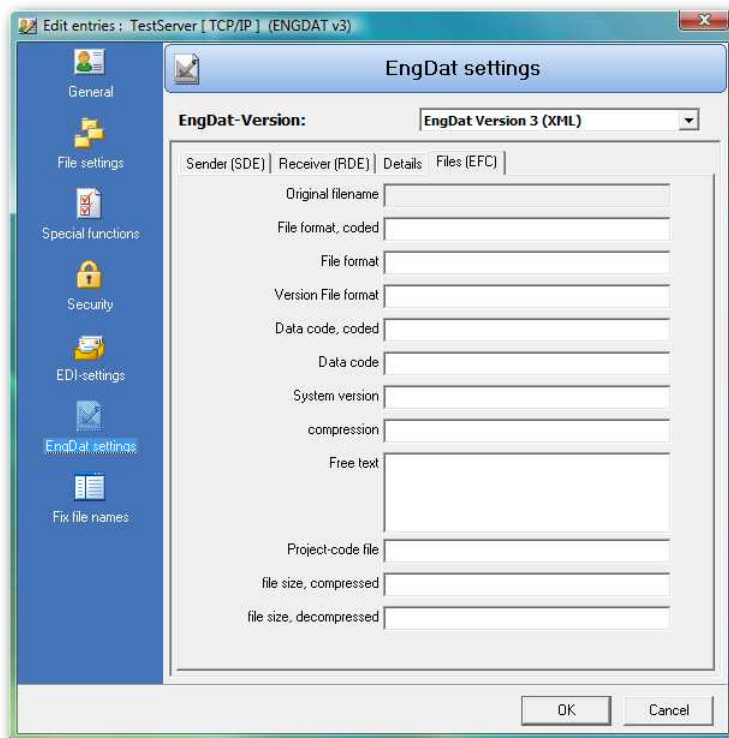 Edit entries : TestServer [ TCP/IP ] (ENGDAT v3)
General
File settings
Special functions
Security
EDI-settings
EngDat settings
Fix file names
EngDat settings
EngDat-Version:
EngDat Version 3 (XML)
Sender (SDE) Receiver (RDE) Details Files (EFC)
Original filename
File format, coded
File format
Version File format
Data code, coded
Data code
System version
compression
Free text
Project-code file
file size, compressed
file size, decompressed
OK Cancel